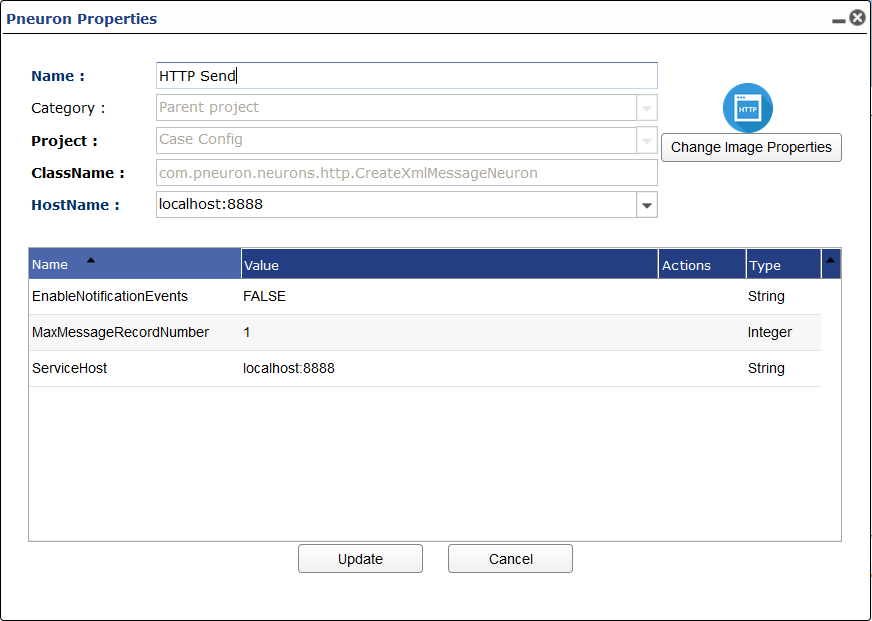 Pneuron Properties
Name : HTTP Send
Category : Parent project
HTTP
Project : Case Config
Change Image Properties
ClassName : com.pneuron.neurons.http.CreateXmlMessageNeuron
HostName : localhost:8888
Name Value Actions Type
EnableNotificationEvents FALSE String
MaxMessageRecordNumber 1 Integer
ServiceHost localhost:8888 String
Update Cancel